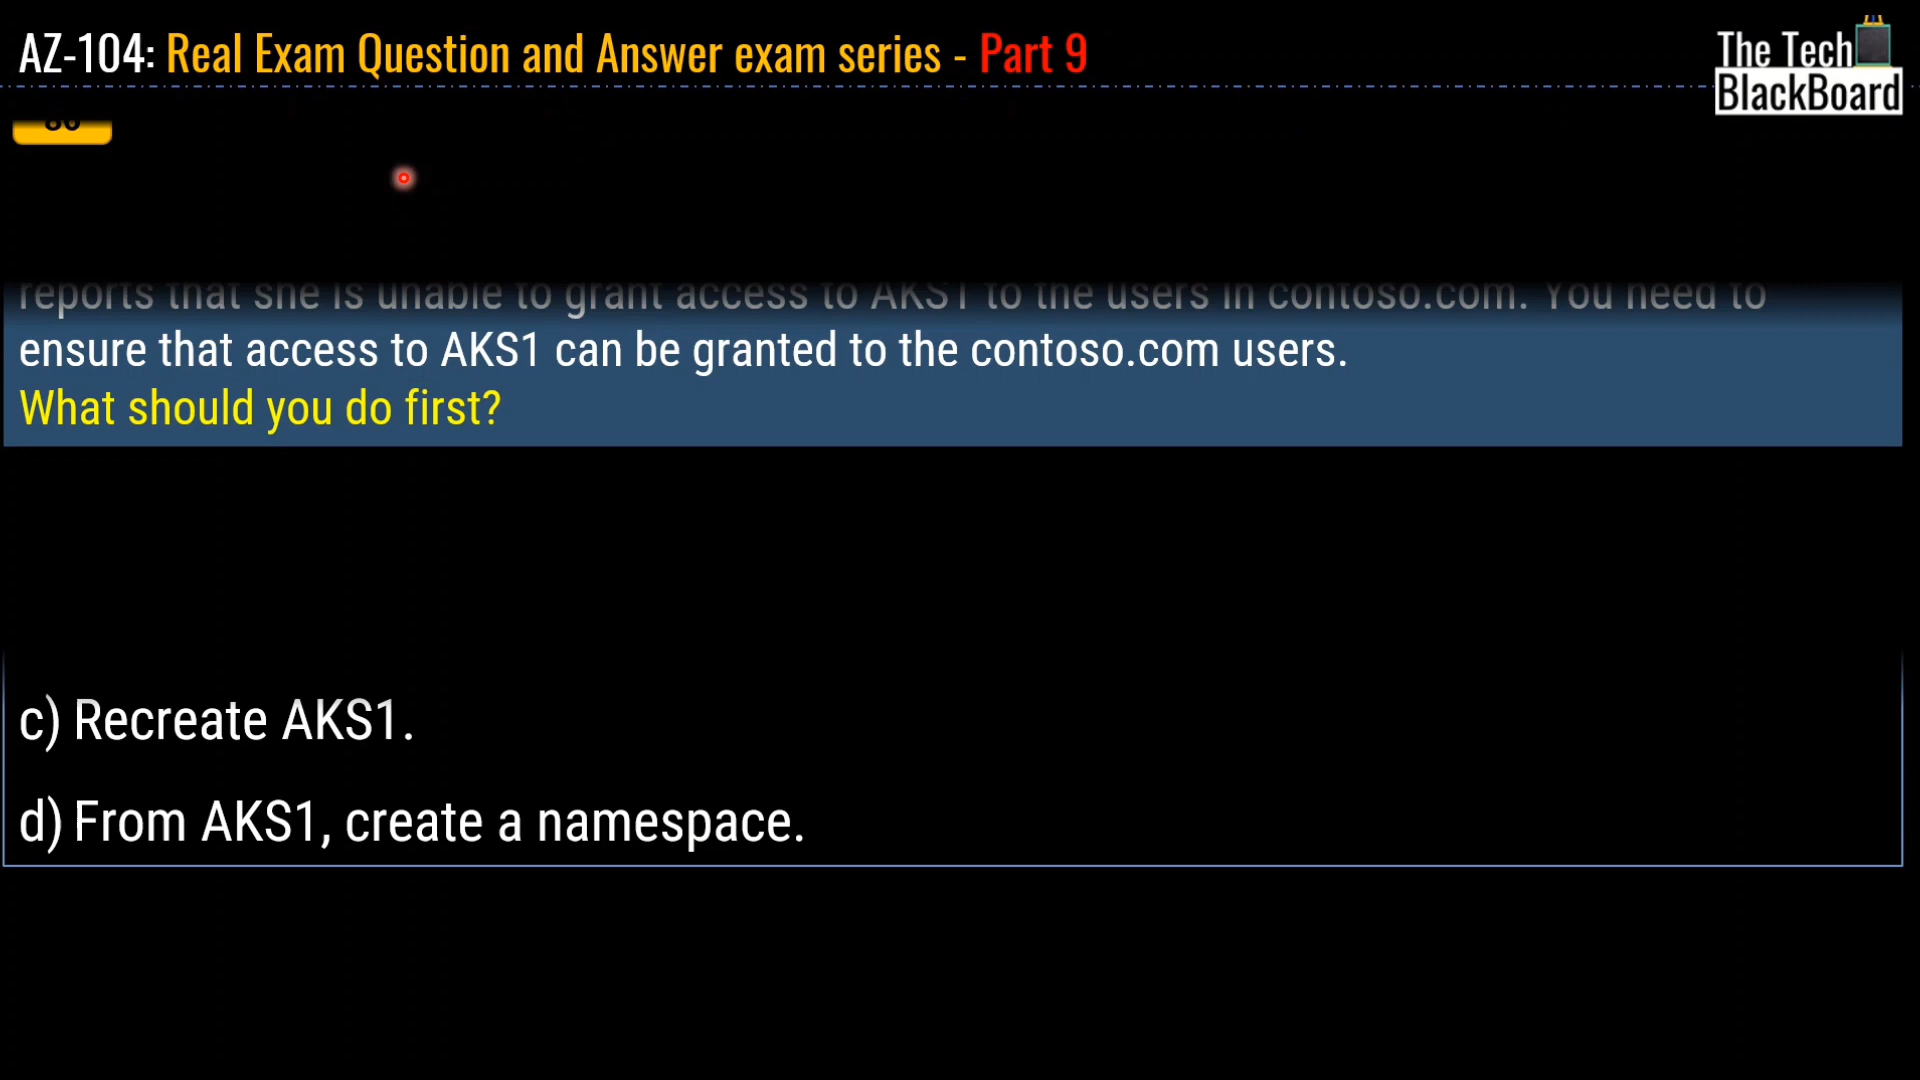 AZ-104: Real Exam Question and Answer exam series - Part 9
The Tech
BlackBoard
reports that she is unable to grant access to AKS1 to the users in contoso.com. You need to
ensure that access to AKS1 can be granted to the contoso.com users.
What should you do first?
c) Recreate AKS1.
d) From AKS1, create a namespace.